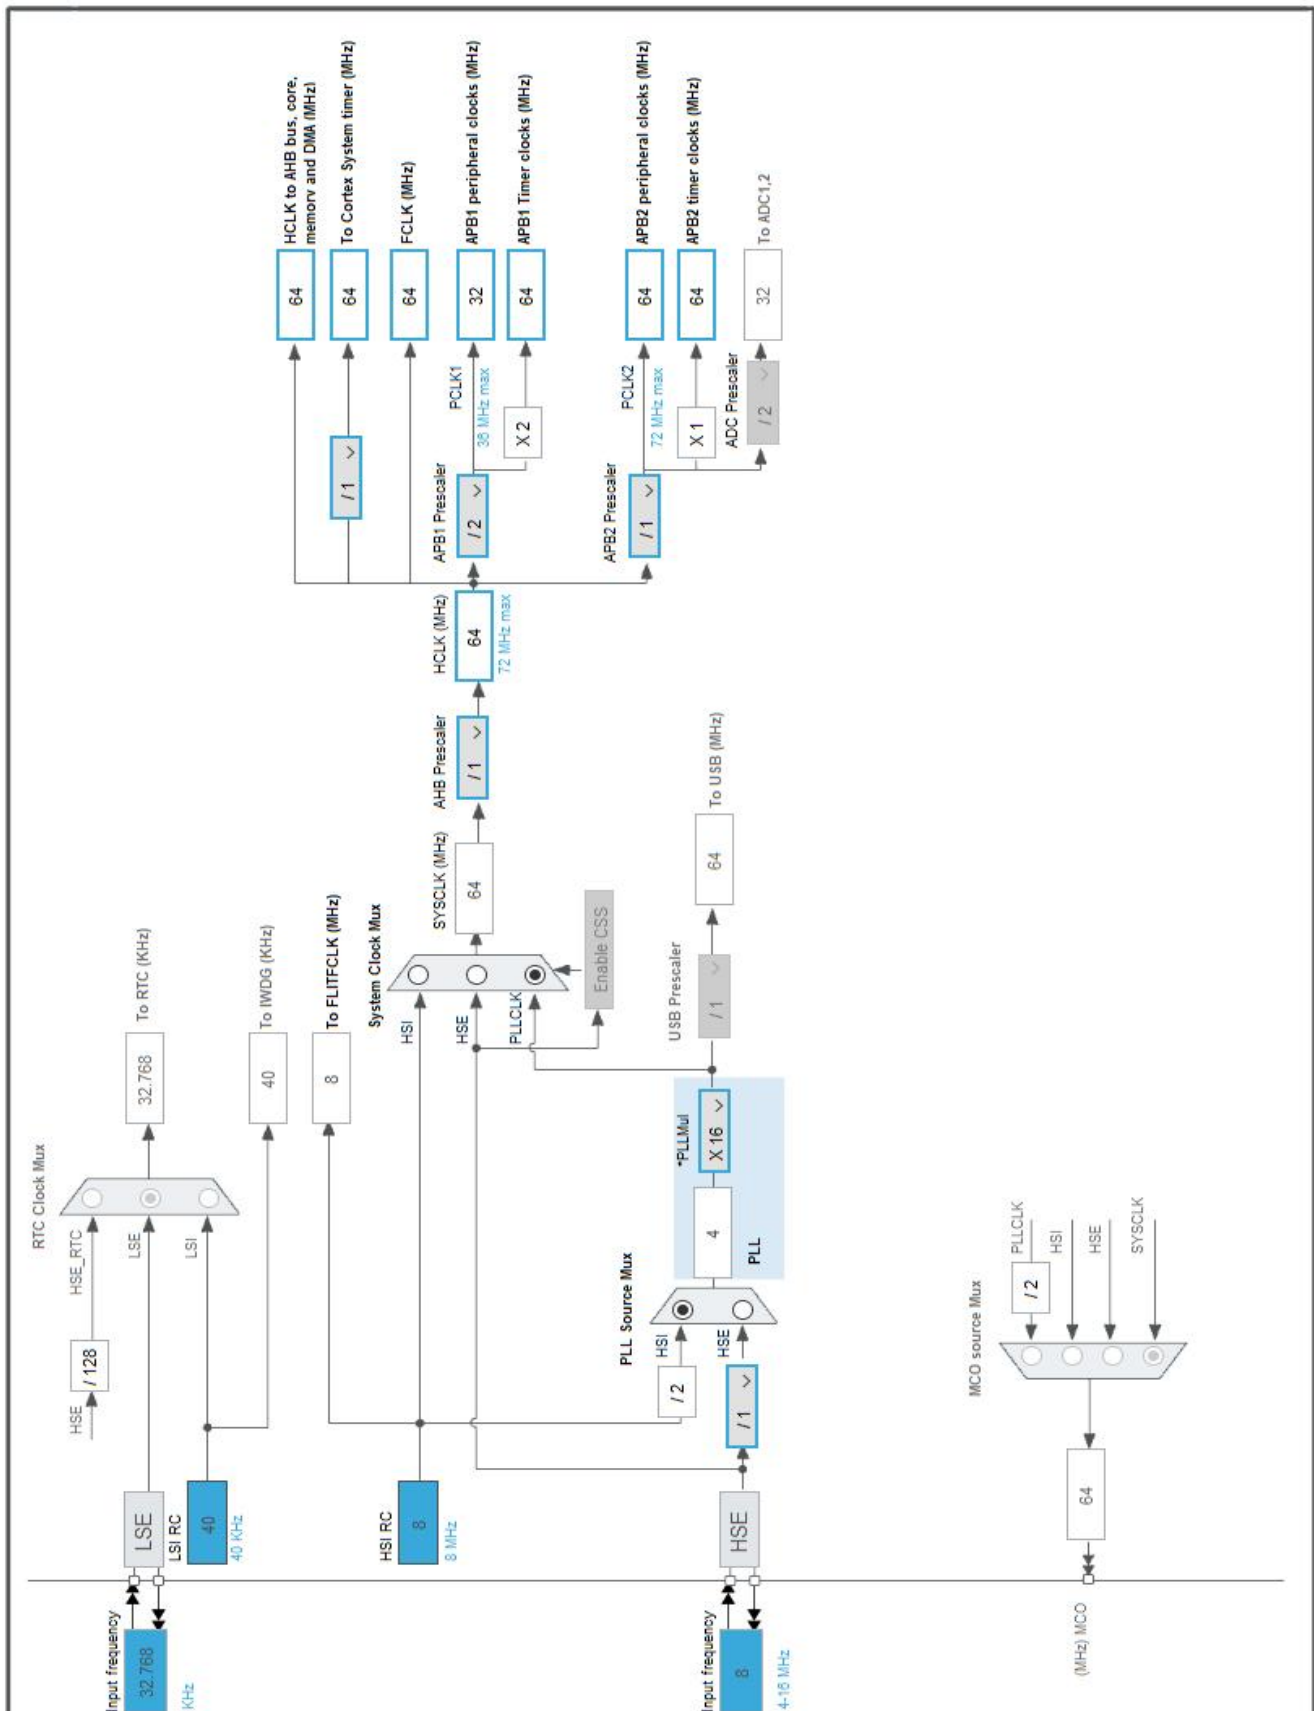 RTC Clock Mux
HSE
/ 128
HSE_RTC
Input frequency
32.768
KHz
LSE
LSE
32.768
To RTC (KHz)
LSI RC
40
40 KHz
LSI
40
To IWDG (KHz)
8
To FLITFCLK (MHz)
HSI RC
8
8 MHz
System Clock Mux
HSI
HSE
PLLCLK
Enable CSS
SYSCLK (MHz)
64
AHB Prescaler
/ 1
HCLK (MHz)
64
72 MHz max
64
HCLK to AHB bus, core,
memory and DMA (MHz)
/ 1
64
To Cortex System timer (MHz)
64
FCLK (MHz)
APB1 Prescaler
/ 2
PCLK1
36 MHz max
32
APB1 peripheral clocks (MHz)
X 2
64
APB1 Timer clocks (MHz)
APB2 Prescaler
/ 1
PCLK2
72 MHz max
64
APB2 peripheral clocks (MHz)
X 1
64
APB2 timer clocks (MHz)
ADC Prescaler
/ 2
32
To ADC1,2
PLL Source Mux
HSI
/ 2
HSE
/ 1
4
*PLLMul
X 16
PLL
USB Prescaler
/ 1
64
To USB (MHz)
Input frequency
8
4-16 MHz
HSE
MCO source Mux
/ 2
PLLCLK
HSI
HSE
SYSCLK
64
(MHz) MCO